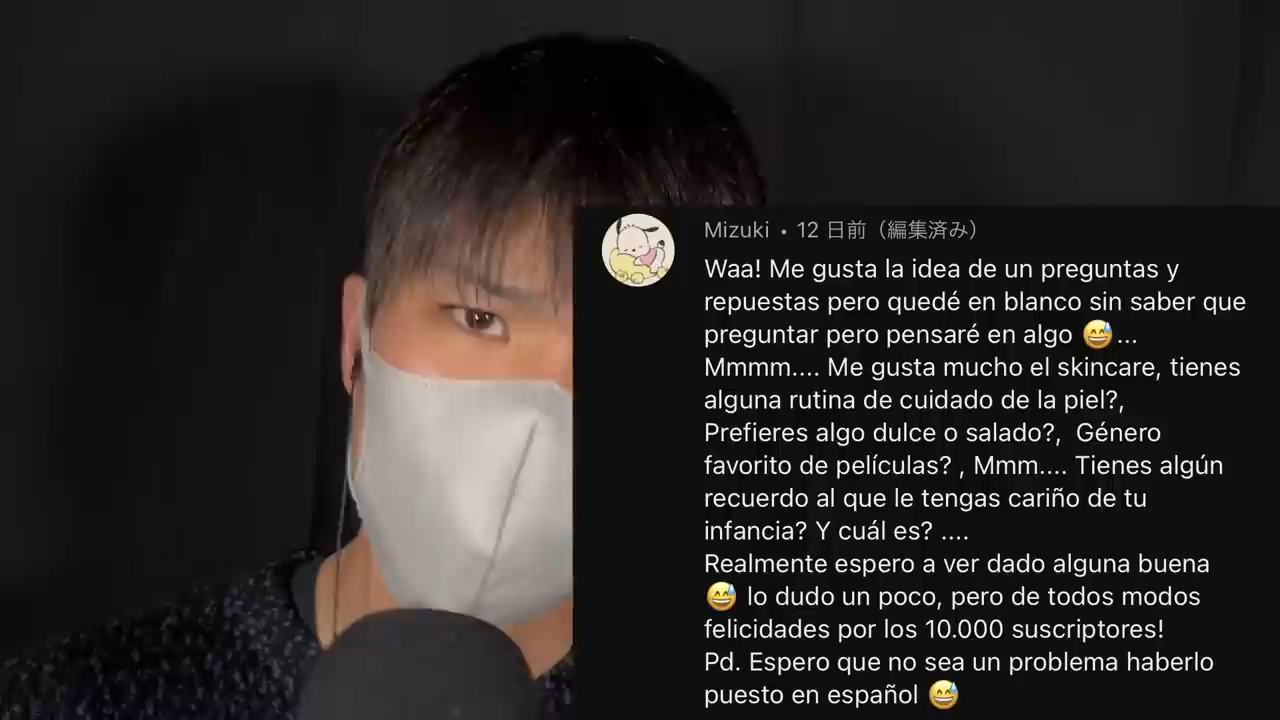 Mizuki • 12 日前（編集済み）
Waa! Me gusta la idea de un preguntas y
repuestas pero quedé en blanco sin saber que
preguntar pero pensaré en algo 😅...
Mmmm.... Me gusta mucho el skincare, tienes
alguna rutina de cuidado de la piel?,
Prefieres algo dulce o salado?, Género
favorito de películas? , Mmm.... Tienes algún
recuerdo al que le tengas cariño de tu
infancia? Y cuál es? ....
Realmente espero a ver dado alguna buena
😅 lo dudo un poco, pero de todos modos
felicidades por los 10.000 suscriptores!
Pd. Espero que no sea un problema haberlo
puesto en español 😅